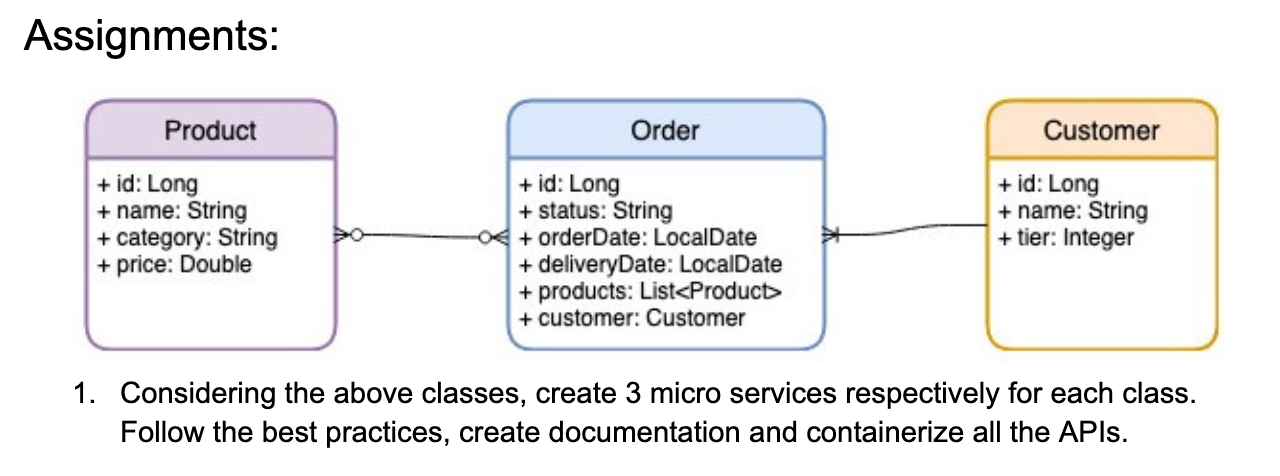 Assignments:
Product
+ id: Long
+ name: String
+ category: String
+ price: Double
Order
+ id: Long
+ status: String
+ orderDate: LocalDate
+ deliveryDate: LocalDate
+ products: List<Product>
+ customer: Customer
Customer
+ id: Long
+ name: String
+ tier: Integer
1. Considering the above classes, create 3 micro services respectively for each class.
Follow the best practices, create documentation and containerize all the APIs.